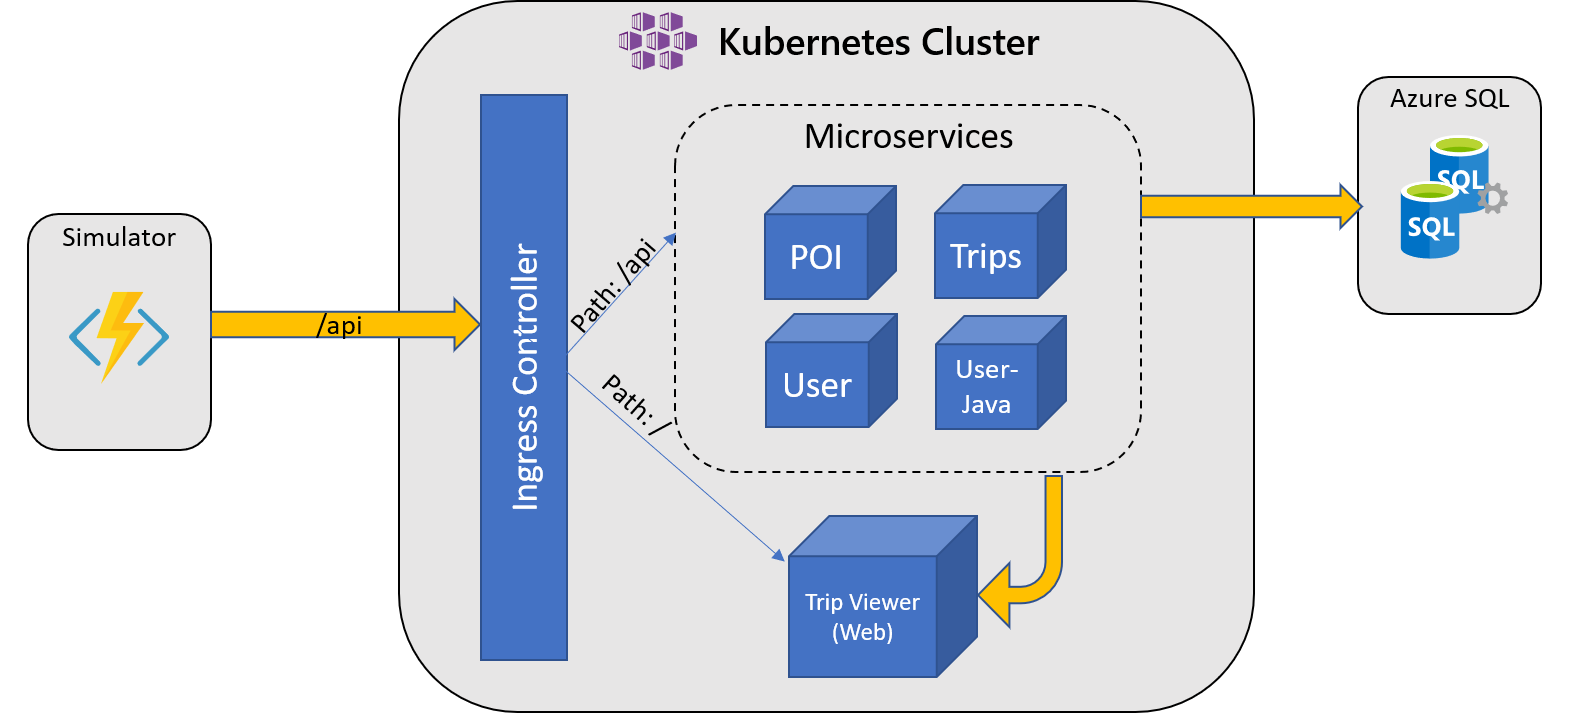 Kubernetes Cluster
Azure SQL
SQL
SQL
Microservices
POI
Trips
User
User-
Java
Simulator
/api
Ingress Controller
Path: /api
Path: /
Trip Viewer
(Web)